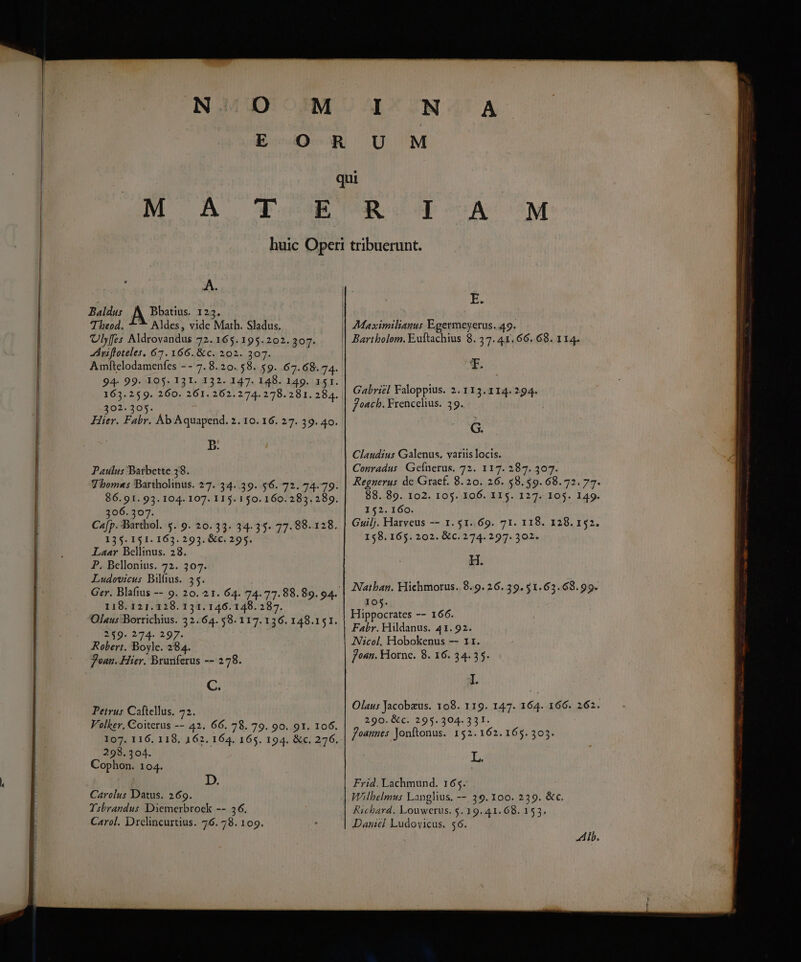 NOMINA
EORUM
qui
MATERIAM
huic Operi tribuerunt.
A.
Baldus ABbatius. 123.
Theod. Aldes, vide Math. Sladus.
Ulyſſes Aldrovandus 72. 165. 195. 202. 307.
Ariſtoteles. 67. 166. &c. 202. 307.
Amſtelodamenſes -- 7. 8. 20. 58. 59. 67. 68. 74.
94. 99. 105. 131. 132. 147. 148. 149. 151.
163. 259. 260. 261. 262. 274. 278. 281. 284.
302. 305.
Hier. Fabr. Ab Aquapend. 2. 10. 16. 27. 39. 40.
B.
Paulus Barbette 38.
Thomas Bartholinus. 27. 34. 39. 56. 72. 74. 79.
86. 91. 93. 104. 107. 115. 150. 160. 283. 289.
306. 307.
Caſp. Barthol. 5. 9. 20. 33. 34. 35. 77. 88. 128.
135. 151. 163. 293. &c. 295.
Laar Bellinus. 28.
P. Bellonius. 72. 307.
Ludovicus Bilſius. 35.
Ger. Blaſius -- 9. 20. 21. 64. 74. 77. 88. 89. 94.
118. 121. 128. 131. 146. 148. 287.
Olaus Borrichius. 32. 64. 58. 117. 136. 148. 151.
259. 274. 297.
Robert. Boyle. 284.
Joan. Hier. Brunferus -- 278.
C.
Petrus Caſtellus. 72.
Volker. Coiterus -- 42. 66. 78. 79. 90. 91. 106.
107. 116. 118. 162. 164. 165. 194. &c. 276.
298. 304.
Cophon. 104.
D.
Carolus Datus. 269.
Ysbrandus Diemerbroek -- 36.
Carol. Drelincurtius. 76. 78. 109.
E.
Maximilianus Egermeyerus. 49.
Bartholom. Euſtachius 8. 37. 41. 66. 68. 114.
F.
Gabriël Faloppius. 2. 113. 114. 294.
Joach. Frencelius. 39.
G.
Claudius Galenus. variis locis.
Conradus Geſnerus. 72. 117. 287. 307.
Regnerus de Graef. 8. 20. 26. 58. 59. 68. 72. 77.
88. 89. 102. 105. 106. 115. 127. 105. 149.
152. 160.
Guilj. Harveus -- 1. 51. 69. 71. 118. 128. 152.
158. 165. 202. &c. 274. 297. 302.
H.
Nathan. Highmorus. 8. 9. 26. 39. 51. 63. 68. 99.
105.
Hippocrates -- 166.
Fabr. Hildanus. 41. 92.
Nicol. Hobokenus -- 11.
Joan. Horne. 8. 16. 34. 35.
I.
Olaus Jacobæus. 108. 119. 147. 164. 166. 262.
290. &c. 295. 304. 331.
Joannes Jonſtonus. 152. 162. 165. 303.
L.
Frid. Lachmund. 165.
Wilhelmus Langlius. -- 39. 100. 239. &c.
Richard. Louwerus. 5. 19. 41. 68. 153.
Daniel Ludovicus. 56.
Alb.